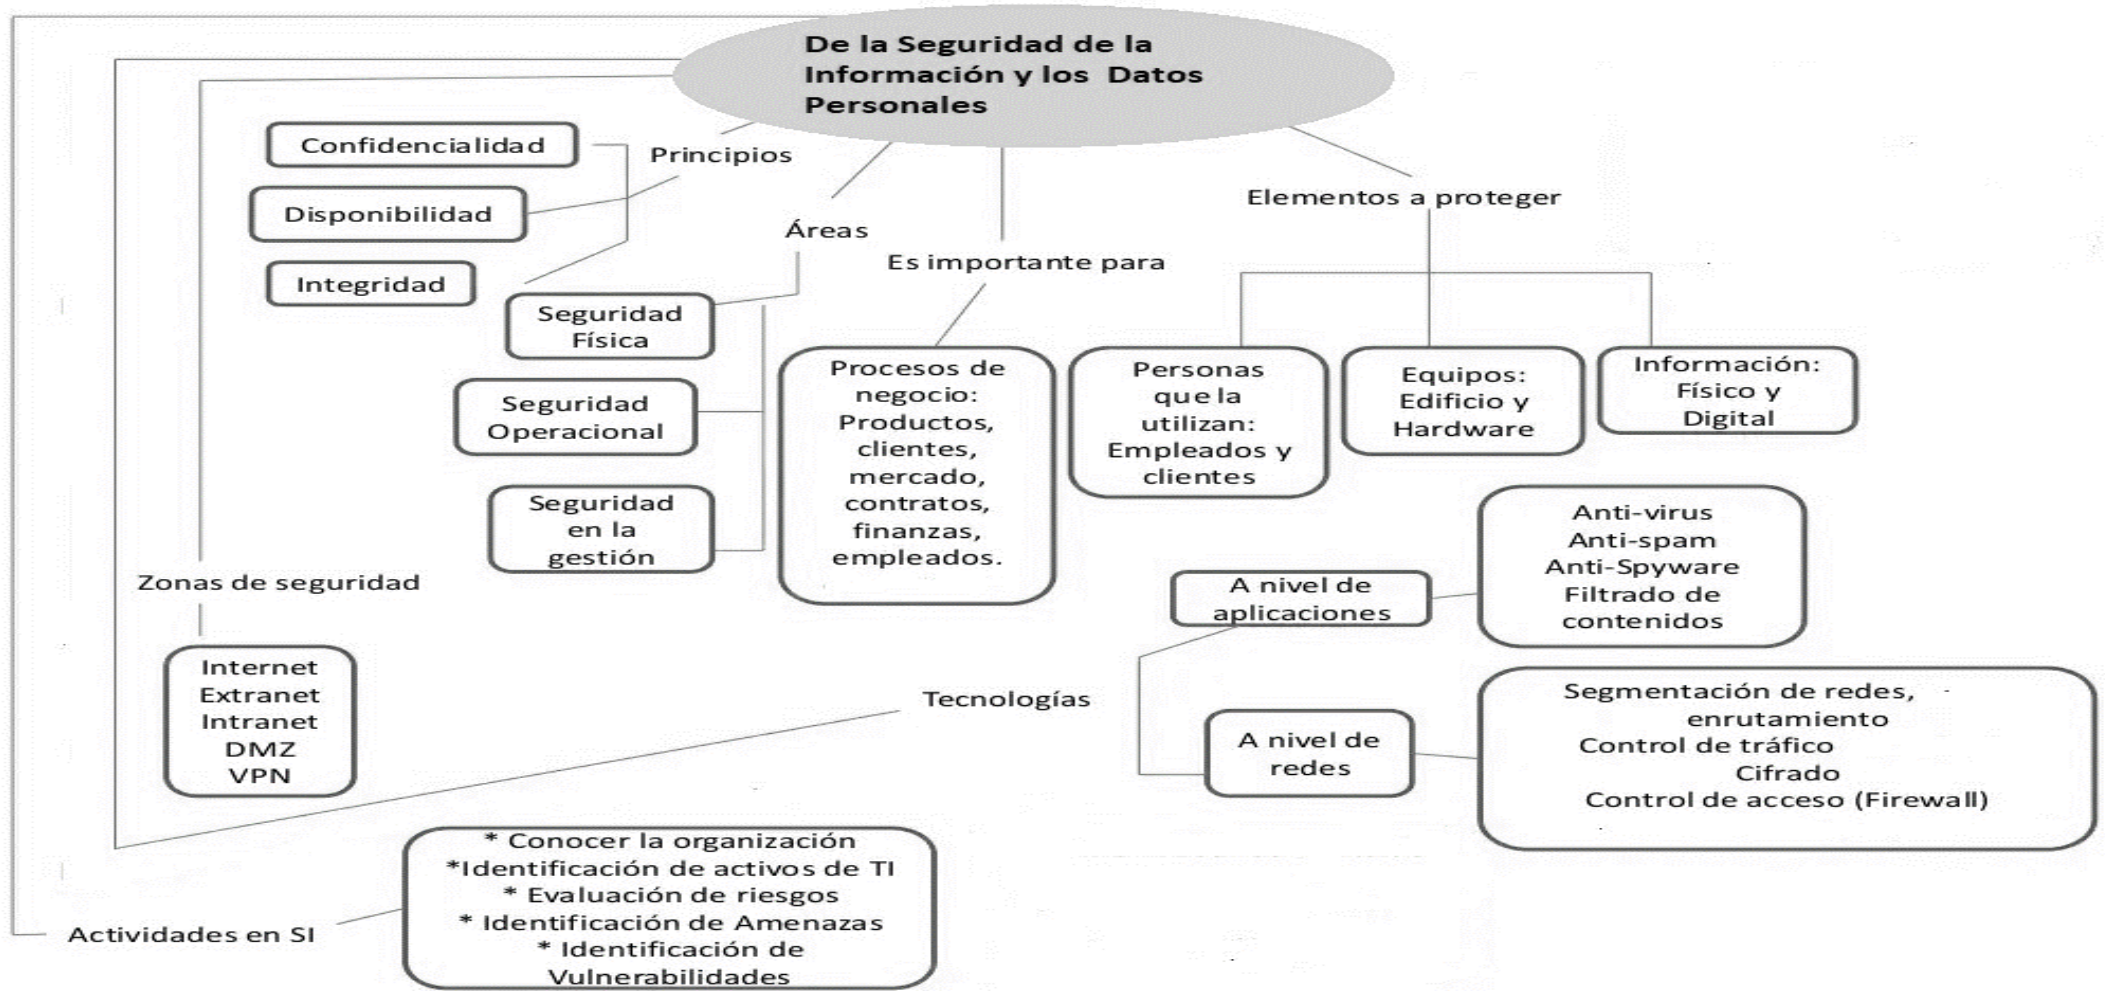 De la Seguridad de la
Información y los Datos
Personales
Principios
Confidencialidad
Disponibilidad
Integridad
Áreas
Seguridad
Física
Seguridad
Operacional
Seguridad
en la
gestión
Es importante para
Procesos de
negocio:
Productos,
clientes,
mercado,
contratos,
finanzas,
empleados.
Elementos a proteger
Personas
que la
utilizan:
Empleados y
clientes
Equipos:
Edificio y
Hardware
Información:
Físico y
Digital
Zonas de seguridad
Internet
Extranet
Intranet
DMZ
VPN
Tecnologías
A nivel de
aplicaciones
Anti-virus
Anti-spam
Anti-Spyware
Filtrado de
contenidos
A nivel de
redes
Segmentación de redes,
enrutamiento
Control de tráfico
Cifrado
Control de acceso (Firewall)
Actividades en SI
* Conocer la organización
*Identificación de activos de TI
* Evaluación de riesgos
* Identificación de Amenazas
* Identificación de
Vulnerabilidades